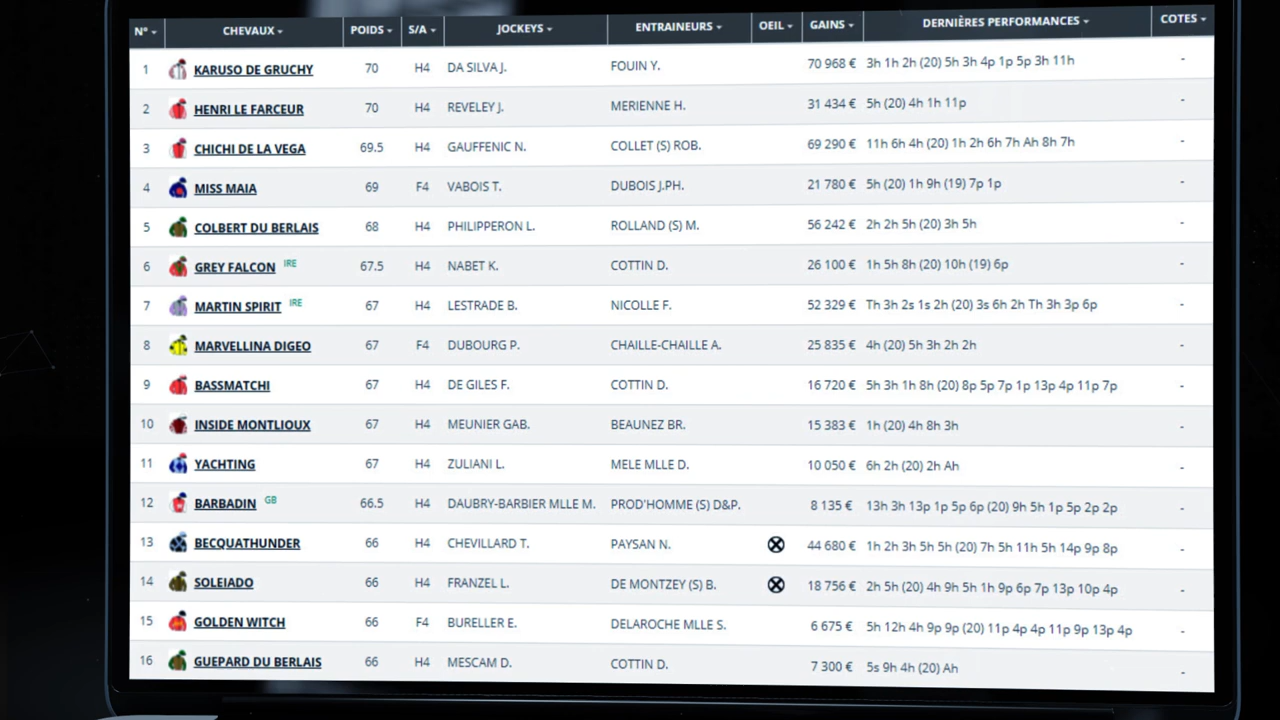 N° CHEVAUX POIDS S/A JOCKEYS ENTRAINEURS OEIL GAINS DERNIÈRES PERFORMANCES COTES
1 KARUSO DE GRUCHY 70 H4 DA SILVA J. FOUIN Y. 70 968 € 3h 1h 2h (20) 5h 3h 4p 1p 5p 3h 11h -
2 HENRI LE FARCEUR 70 H4 REVELEY J. MERIENNE H. 31 434 € 5h (20) 4h 1h 11p -
3 CHICHI DE LA VEGA 69.5 H4 GAUFFENIC N. COLLET (S) ROB. 69 290 € 11h 6h 4h (20) 1h 2h 6h 7h Ah 8h 7h -
4 MISS MAIA 69 F4 VABOIS T. DUBOIS J.PH. 21 780 € 5h (20) 1h 9h (19) 7p 1p -
5 COLBERT DU BERLAIS 68 H4 PHILIPPERON L. ROLLAND (S) M. 56 242 € 2h 2h 5h (20) 3h 5h -
6 GREY FALCON IRE 67.5 H4 NABET K. COTTIN D. 26 100 € 1h 5h 8h (20) 10h (19) 6p -
7 MARTIN SPIRIT IRE 67 H4 LESTRADE B. NICOLLE F. 52 329 € Th 3h 2s 1s 2h (20) 3s 6h 2h Th 3h 3p 6p -
8 MARVELLINA DIGEO 67 F4 DUBOURG P. CHAILLE-CHAILLE A. 25 835 € 4h (20) 5h 3h 2h 2h -
9 BASSMATCHI 67 H4 DE GILES F. COTTIN D. 16 720 € 5h 3h 1h 8h (20) 8p 5p 7p 1p 13p 4p 11p 7p -
10 INSIDE MONTLIOUX 67 H4 MEUNIER GAB. BEAUNEZ BR. 15 383 € 1h (20) 4h 8h 3h -
11 YACHTING 67 H4 ZULIANI L. MELE MLLE D. 10 050 € 6h 2h (20) 2h Ah -
12 BARBADIN GB 66.5 H4 DAUBRY-BARBIER MLLE M. PROD'HOMME (S) D&P. 8 135 € 13h 3h 13p 1p 5p 6p (20) 9h 5h 1p 5p 2p 2p -
13 BECQUATHUNDER 66 H4 CHEVILLARD T. PAYSAN N. 44 680 € 1h 2h 3h 5h 5h (20) 7h 5h 11h 5h 14p 9p 8p -
14 SOLEIADO 66 H4 FRANZEL L. DE MONTZEY (S) B. 18 756 € 2h 5h (20) 4h 9h 5h 1h 9p 6p 7p 13p 10p 4p -
15 GOLDEN WITCH 66 F4 BURELLER E. DELAROCHE MLLE S. 6 675 € 5h 12h 4h 9p 9p (20) 11p 4p 4p 11p 9p 13p 4p -
16 GUEPARD DU BERLAIS 66 H4 MESCAM D. COTTIN D. 7 300 € 5s 9h 4h (20) Ah -